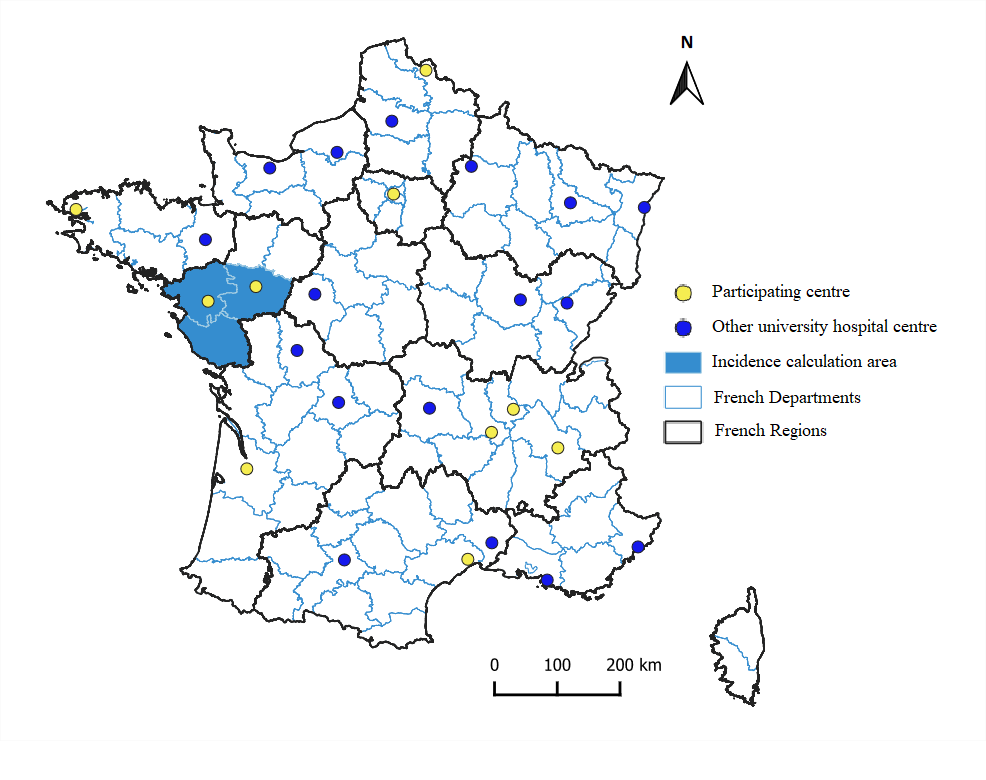 N
Participating centre
Other university hospital centre
Incidence calculation area
French Departments
French Regions
0 100 200 km